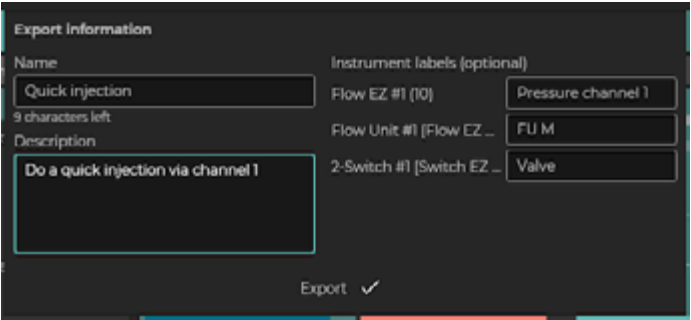 Export Information
Name
Quick injection
9 characters left
Description
Do a quick injection via channel 1
Instrument labels (optional)
Flow EZ #1 (10)
Pressure channel 1
Flow Unit #1 [Flow EZ ...
FU M
2-Switch #1 [Switch EZ ...
Valve
Export